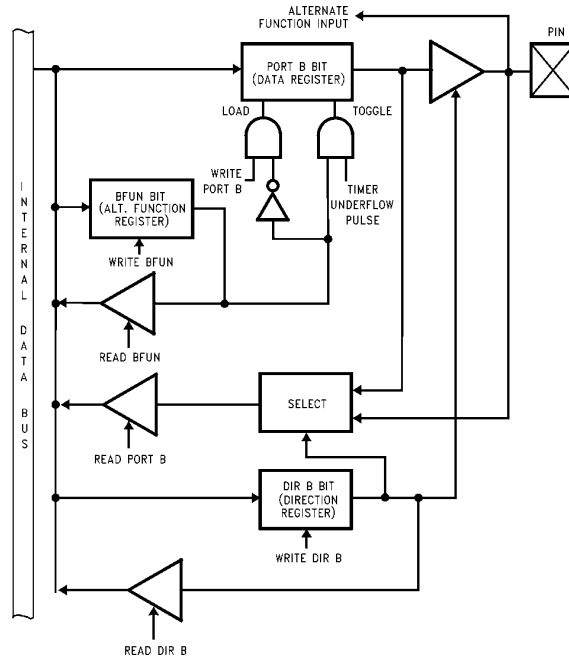 ALTERNATE
FUNCTION INPUT
PIN
PORT B BIT
(DATA REGISTER)
LOAD
TOGGLE
WRITE
PORT B
TIMER
UNDERFLOW
PULSE
BFUN BIT
(ALT. FUNCTION
REGISTER)
WRITE BFUN
INTERNAL DATA BUS
READ BFUN
SELECT
READ PORT B
DIR B BIT
(DIRECTION
REGISTER)
WRITE DIR B
READ DIR B